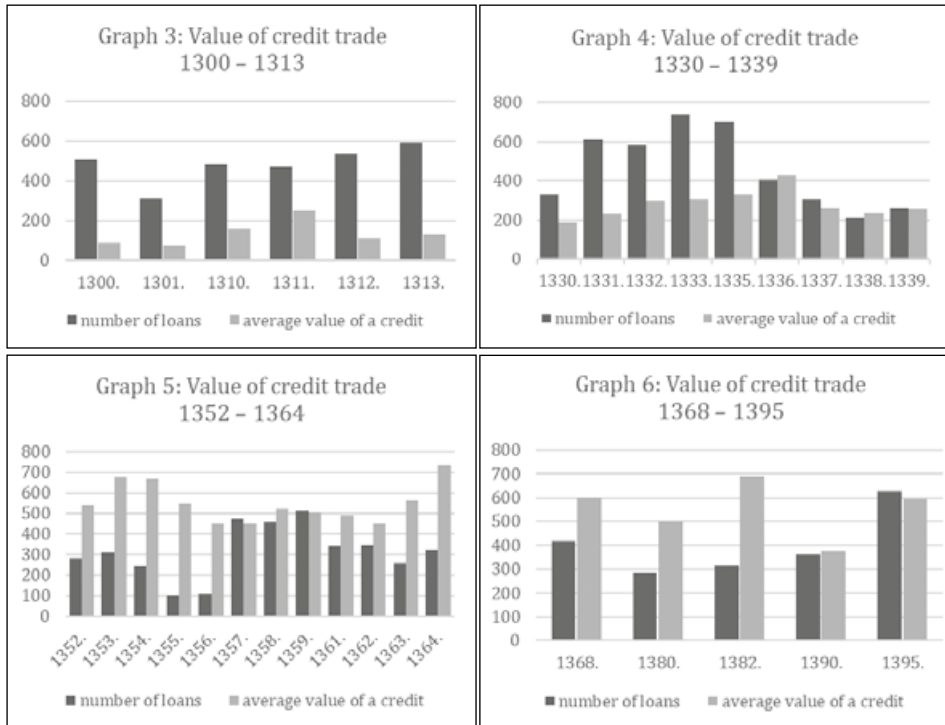 Graph 3: Value of credit trade
1300 – 1313
800
600
400
200
0
1300. 1301. 1310. 1311. 1312. 1313.
number of loans average value of a credit
Graph 4: Value of credit trade
1330 – 1339
800
600
400
200
0
1330. 1331. 1332. 1333. 1335. 1336. 1337. 1338. 1339.
number of loans average value of a credit
Graph 5: Value of credit trade
1352 – 1364
800
700
600
500
400
300
200
100
0
1352. 1353. 1354. 1355. 1356. 1357. 1358. 1359. 1361. 1362. 1363. 1364.
number of loans average value of a credit
Graph 6: Value of credit trade
1368 – 1395
800
700
600
500
400
300
200
100
0
1368. 1380. 1382. 1390. 1395.
number of loans average value of a credit